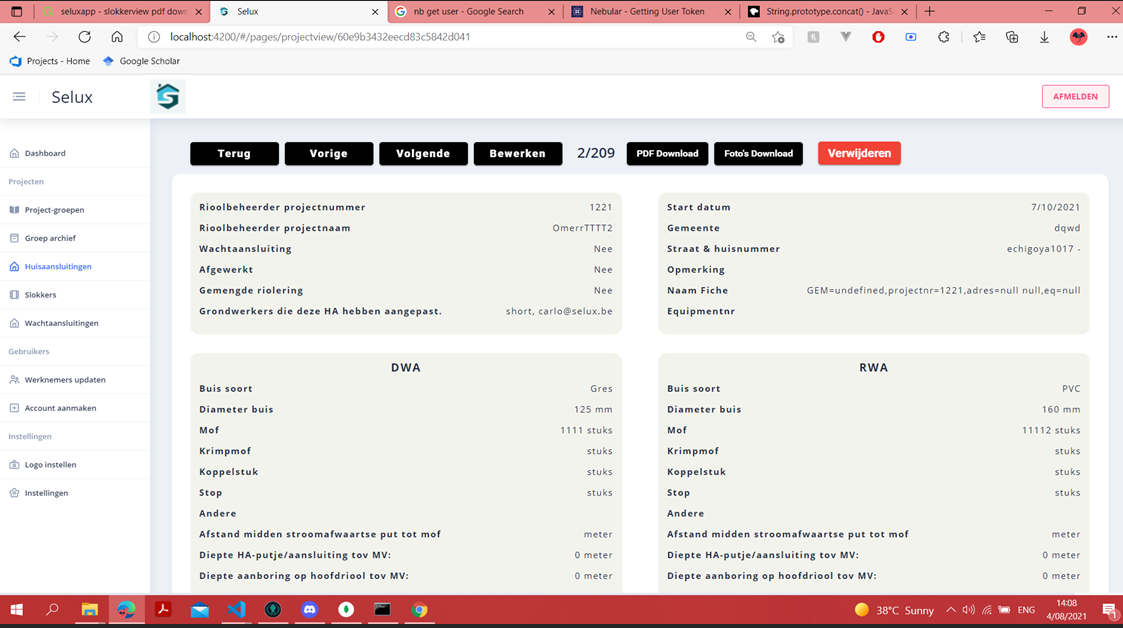 seluxapp - slokkerview pdf down
Selux
nb get user - Google Search
Nebular - Getting User Token
String.prototype.concat() - JavaS
localhost:4200/#/pages/projectview/60e9b3432eecd83c5842d041
Projects - Home
Google Scholar
Selux
AFMELDEN
Dashboard
Projecten
Project-groepen
Groep archief
Huisaansluitingen
Slokkers
Wachtaansluitingen
Gebruikers
Werknemers updaten
Account aanmaken
Instellingen
Logo instellen
Instellingen
Terug Vorige Volgende Bewerken 2/209 PDF Download Foto's Download Verwijderen
Rioolbeheerder projectnummer 1221
Rioolbeheerder projectnaam OmerrTTTT2
Wachtaansluiting Nee
Afgewerkt Nee
Gemengde riolering Nee
Grondwerkers die deze HA hebben aangepast. short, carlo@selux.be
Start datum 7/10/2021
Gemeente dqwd
Straat & huisnummer echigoya1017 -
Opmerking
Naam Fiche GEM=undefined,projectnr=1221,adres=null null,eq=null
Equipmentnr
DWA
Buis soort Gres
Diameter buis 125 mm
Mof 1111 stuks
Krimpmof stuks
Koppelstuk stuks
Stop stuks
Andere
Afstand midden stroomafwaartse put tot mof meter
Diepte HA-putje/aansluiting tov MV: 0 meter
Diepte aanboring op hoofdriool tov MV: 0 meter
RWA
Buis soort PVC
Diameter buis 160 mm
Mof 11112 stuks
Krimpmof stuks
Koppelstuk stuks
Stop stuks
Andere
Afstand midden stroomafwaartse put tot mof meter
Diepte HA-putje/aansluiting tov MV: 0 meter
Diepte aanboring op hoofdriool tov MV: 0 meter
38°C Sunny
ENG
14:08
4/08/2021
1